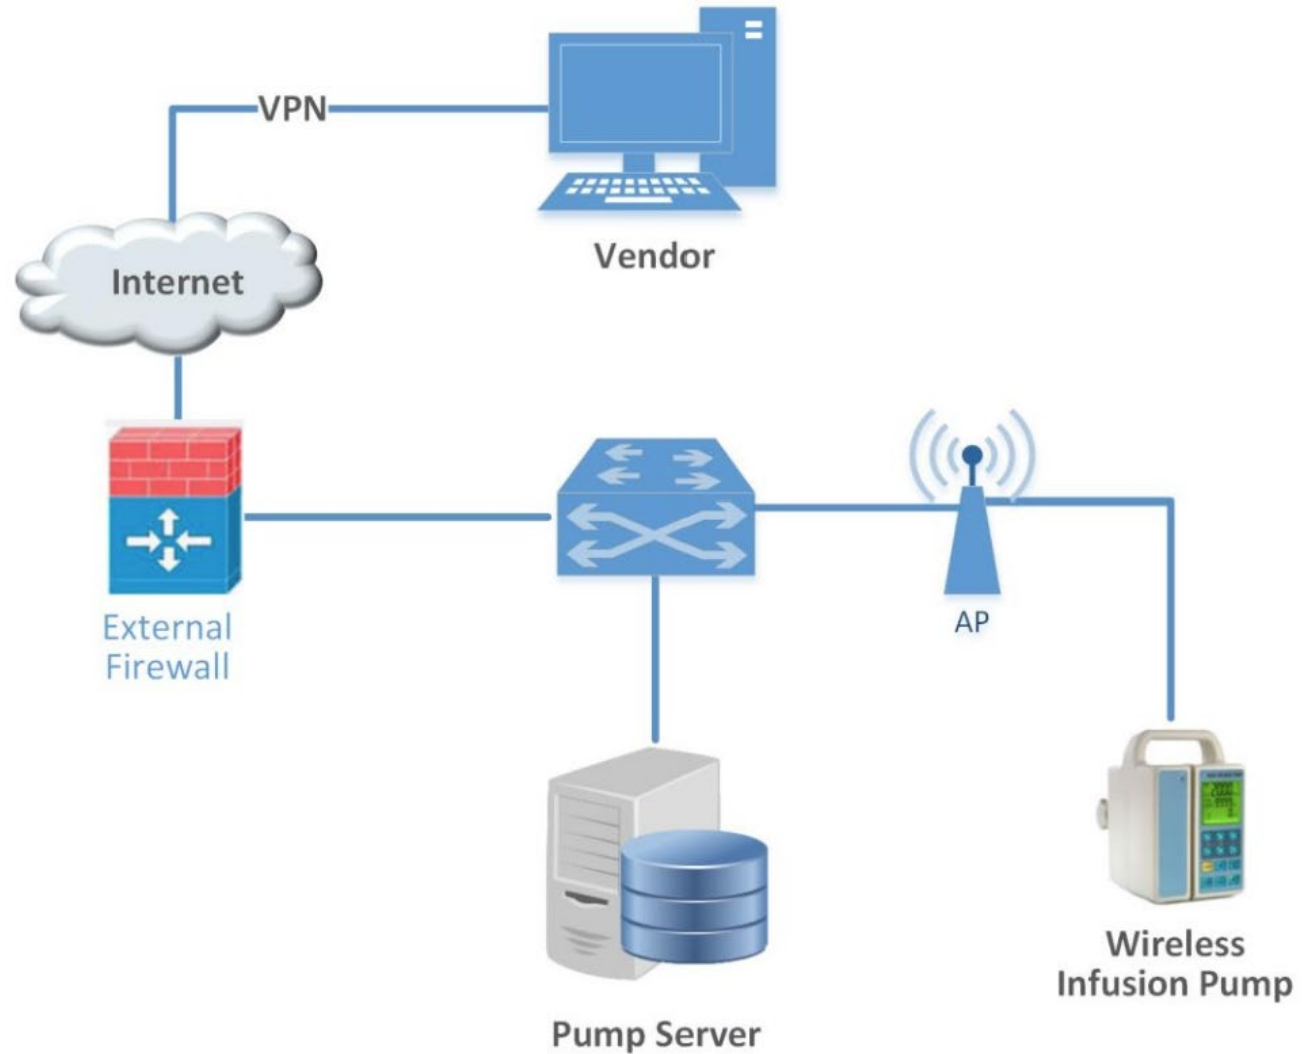 VPN
Vendor
Internet
External
Firewall
AP
Wireless
Infusion Pump
Pump Server